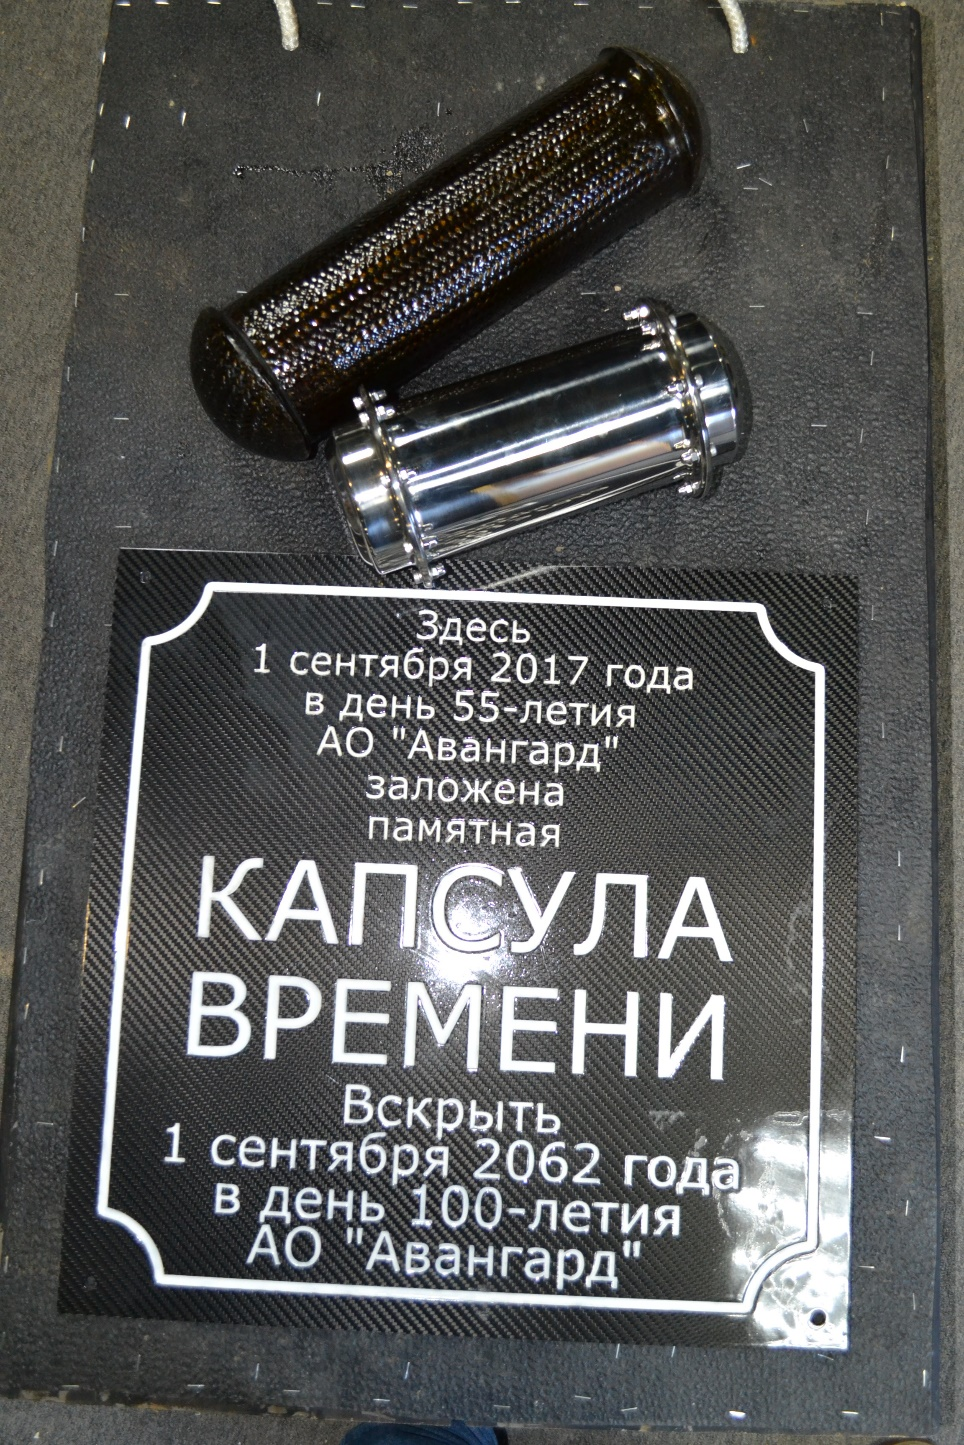 Здесь
1 сентября 2017 года
в день 55-летия
АО "Авангард"
заложена
памятная
КАПСУЛА
ВРЕМЕНИ
Вскрыть
1 сентября 2062 года
в день 100-летия
АО "Авангард"